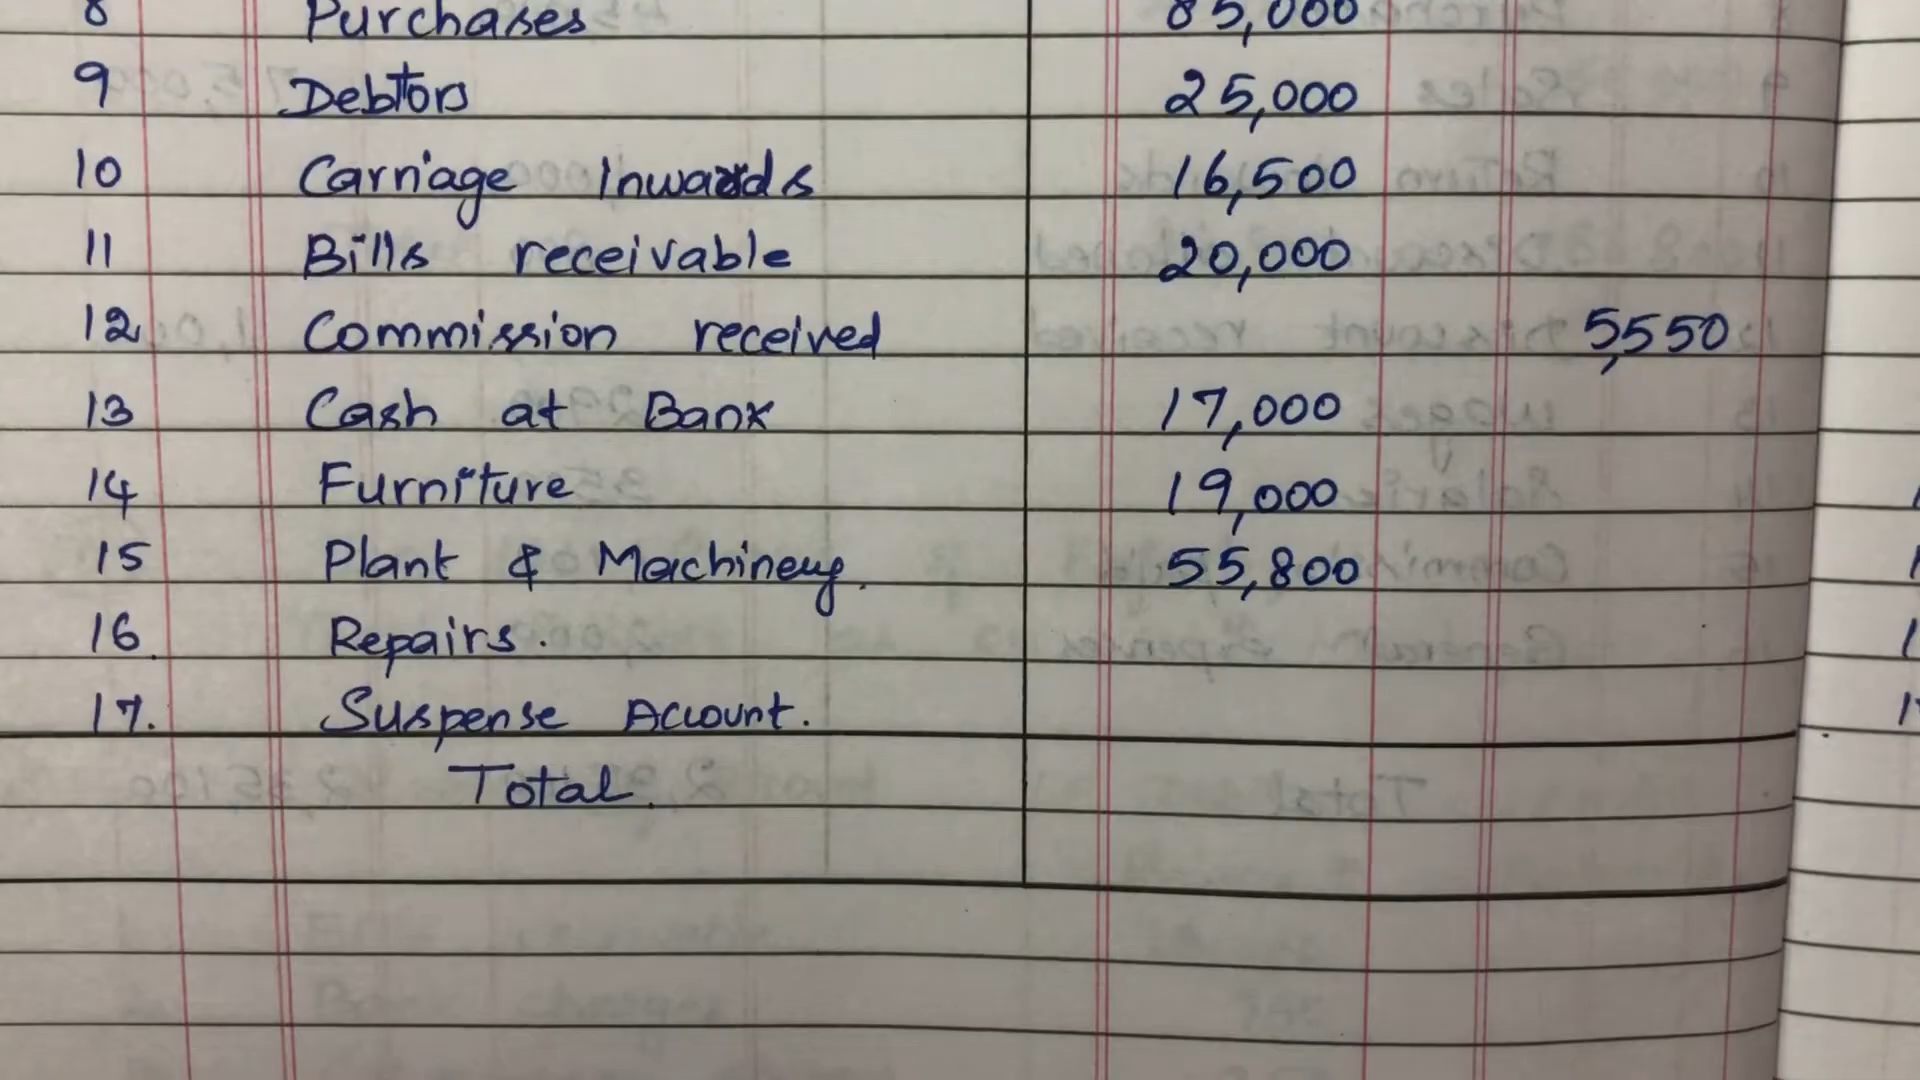 8 Purchases 85,000
9 Debtors 25,000
10 Carriage Inwards 16,500
11 Bills receivable 20,000
12 Commission received 5,550
13 Cash at Bank 17,000
14 Furniture 19,000
15 Plant & Machinery. 55,800
16. Repairs.
17. Suspense Account.
Total.